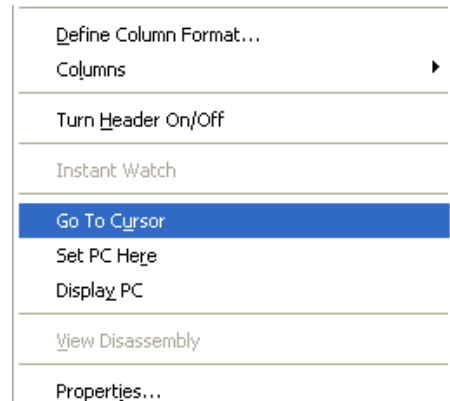 Define Column Format...
Columns
Turn Header On/Off
Instant Watch
Go To Cursor
Set PC Here
Display PC
View Disassembly
Properties...